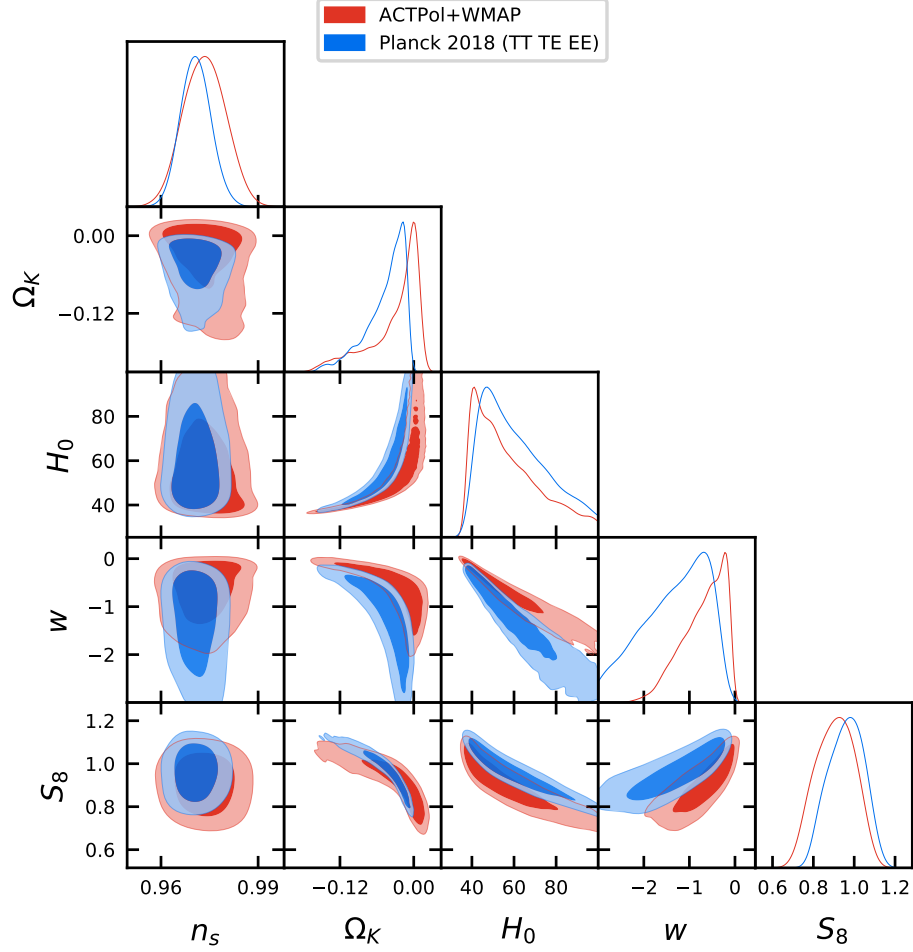 ACTPol+WMAP
Planck 2018 (TT TE EE)
0.00
−0.12
Ω_K
80
60
40
H_0
0
−1
−2
w
1.2
1.0
0.8
0.6
S_8
0.96 0.99
−0.12 0.00
40 60 80
−2 −1 0
0.6 0.8 1.0 1.2
n_s Ω_K H_0 w S_8